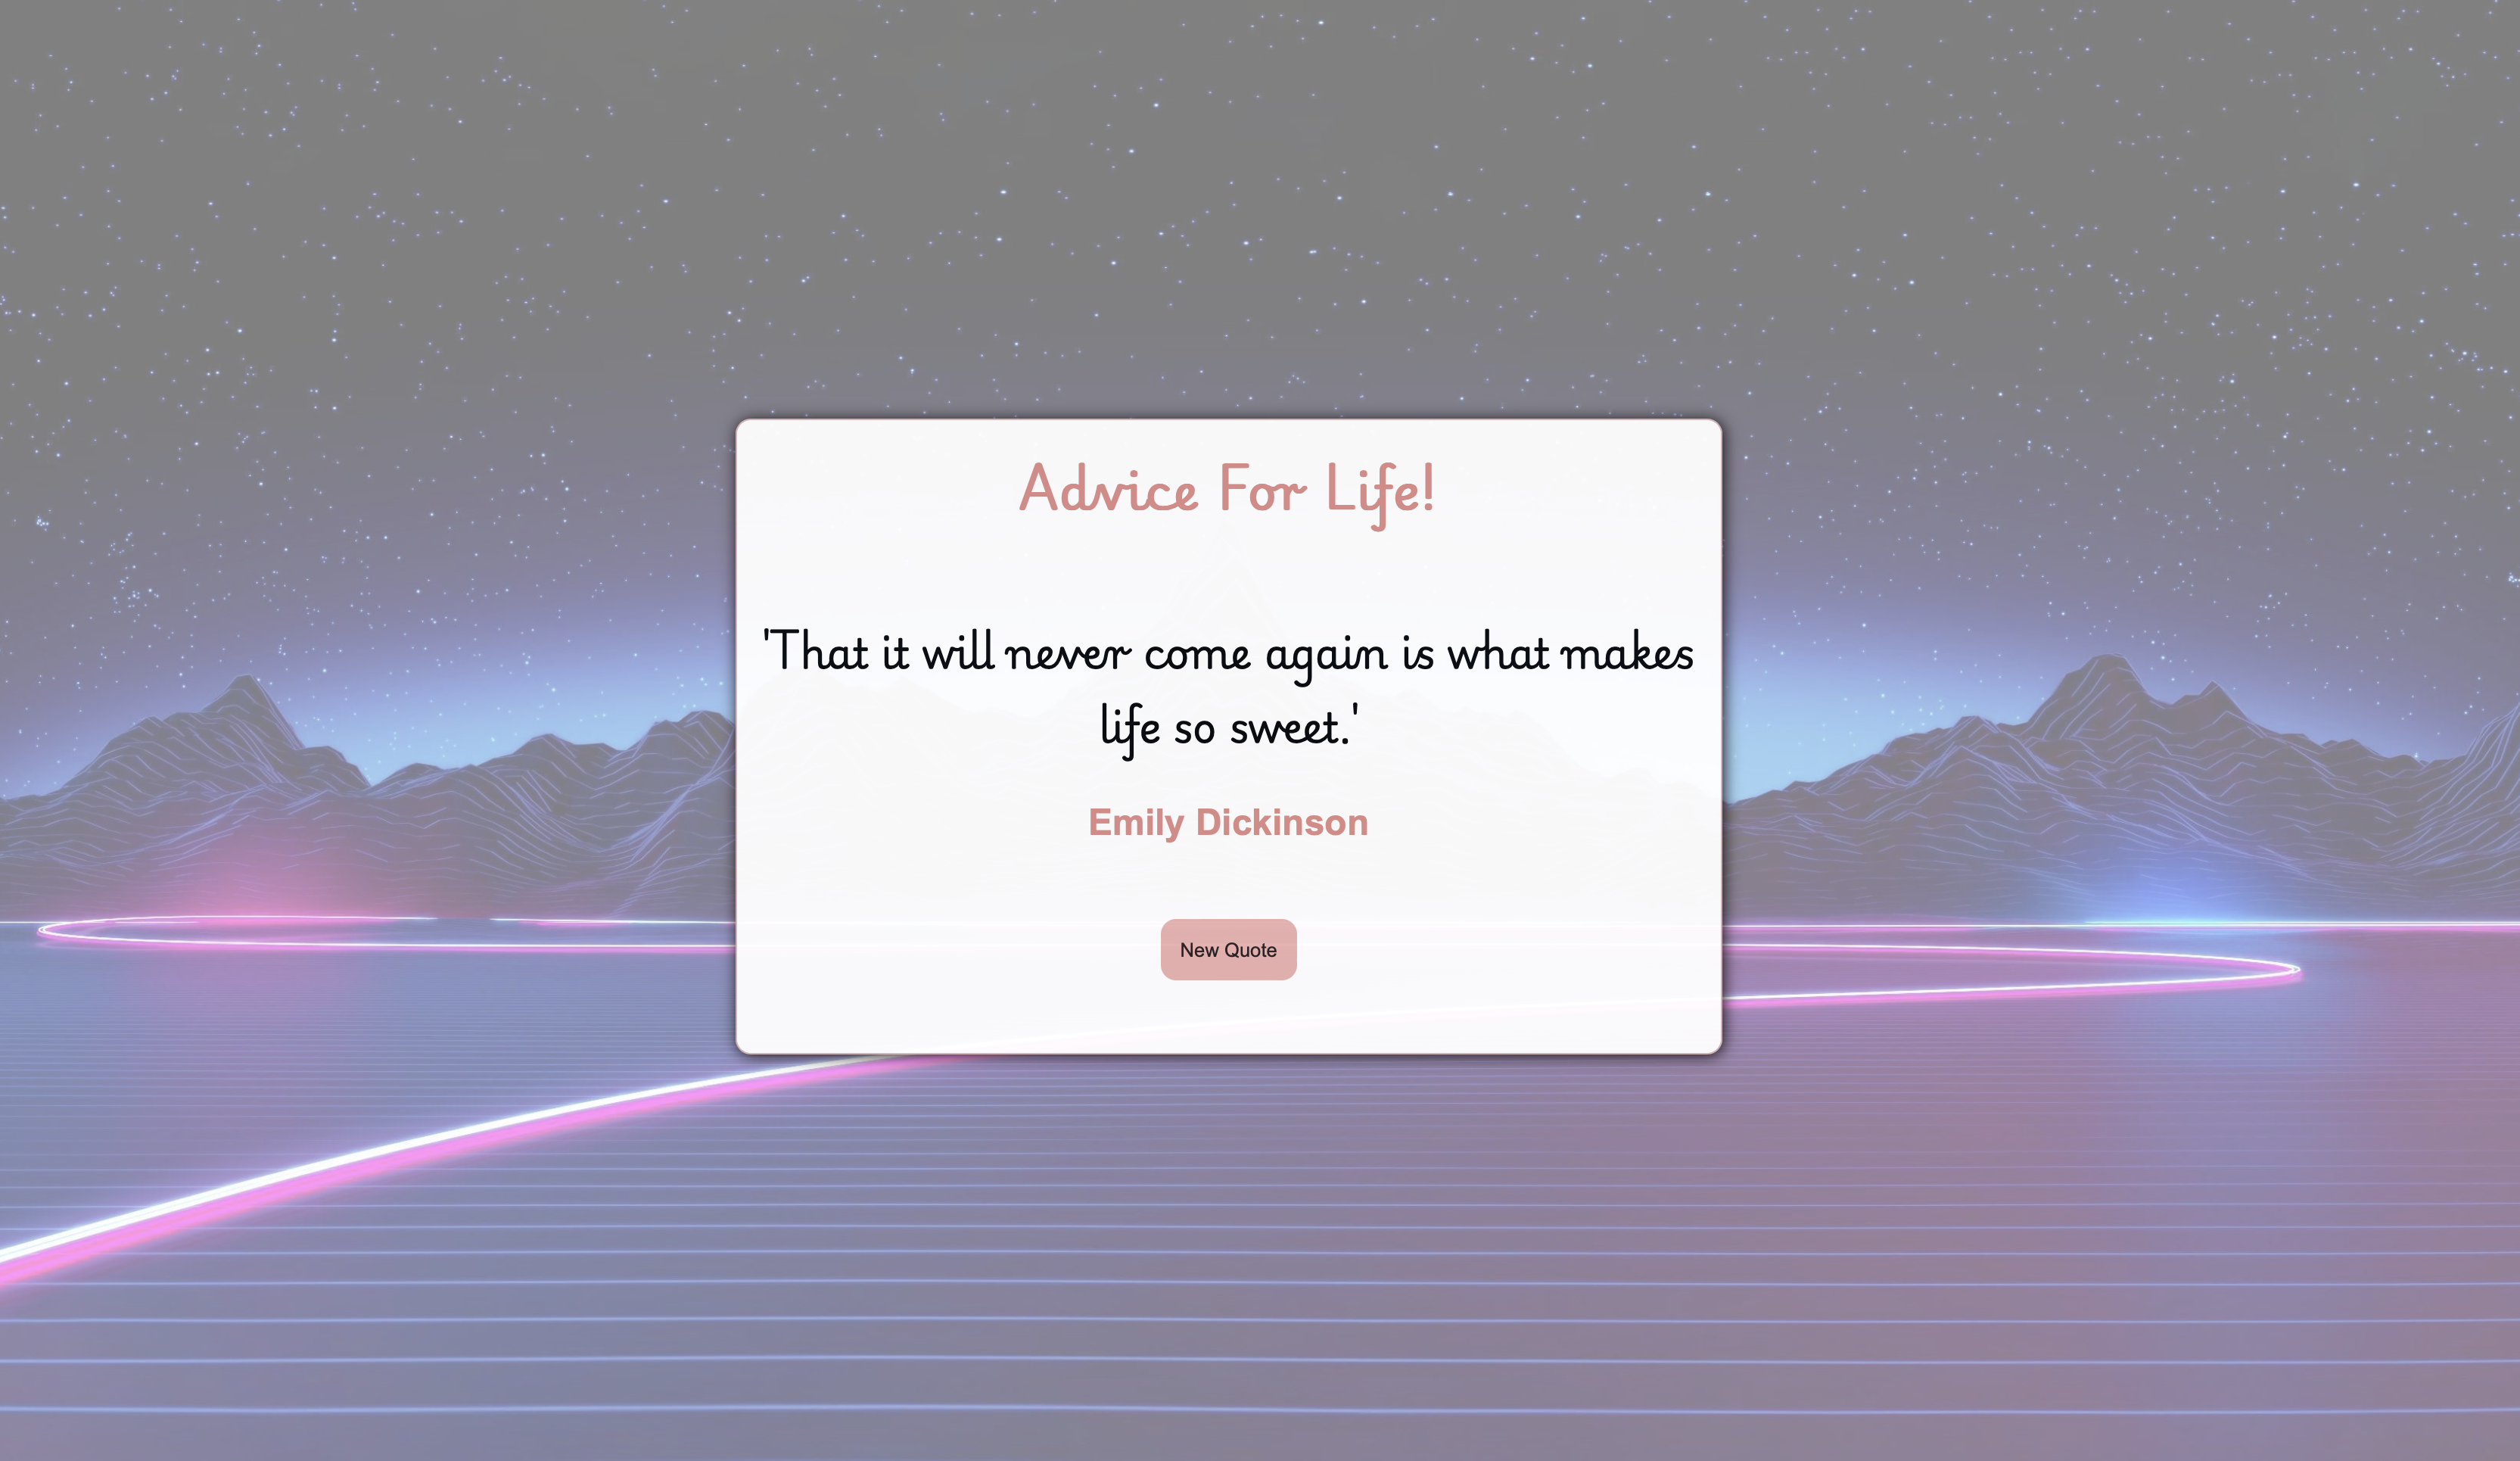 Advice For Life!
'That it will never come again is what makes
life so sweet.'
Emily Dickinson
New Quote